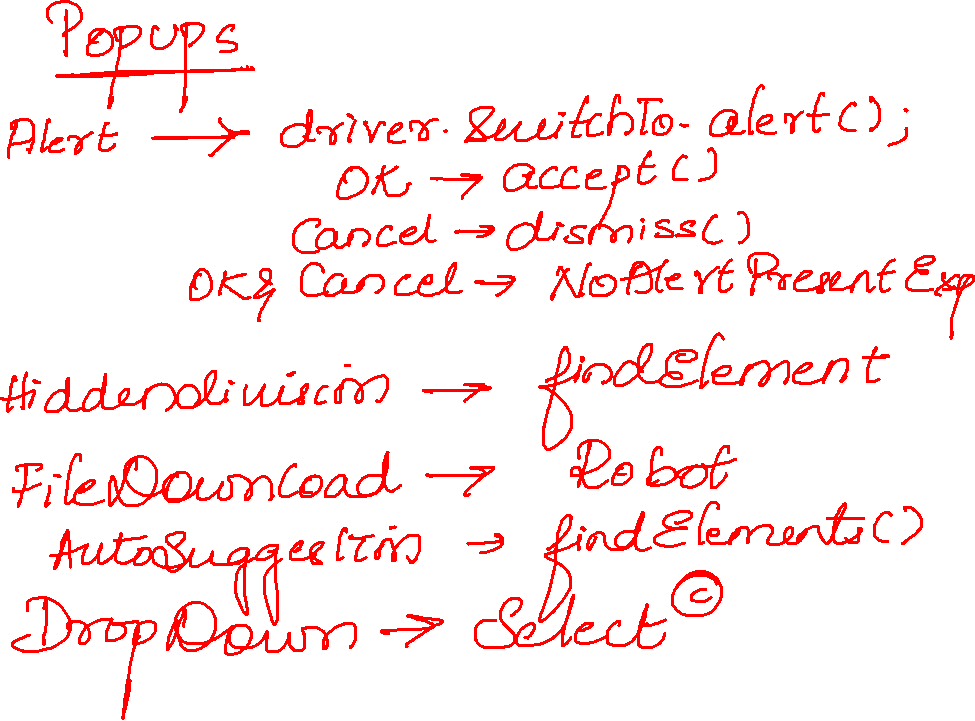 Popups
Alert → driver.switchTo.alert();
OK → accept()
Cancel → dismiss()
OK & Cancel → NoAlertPresentExp
Hiddendivision → findElement
FileDownload → Robot
AutoSuggestion → findElements()
DropDown → Select ©